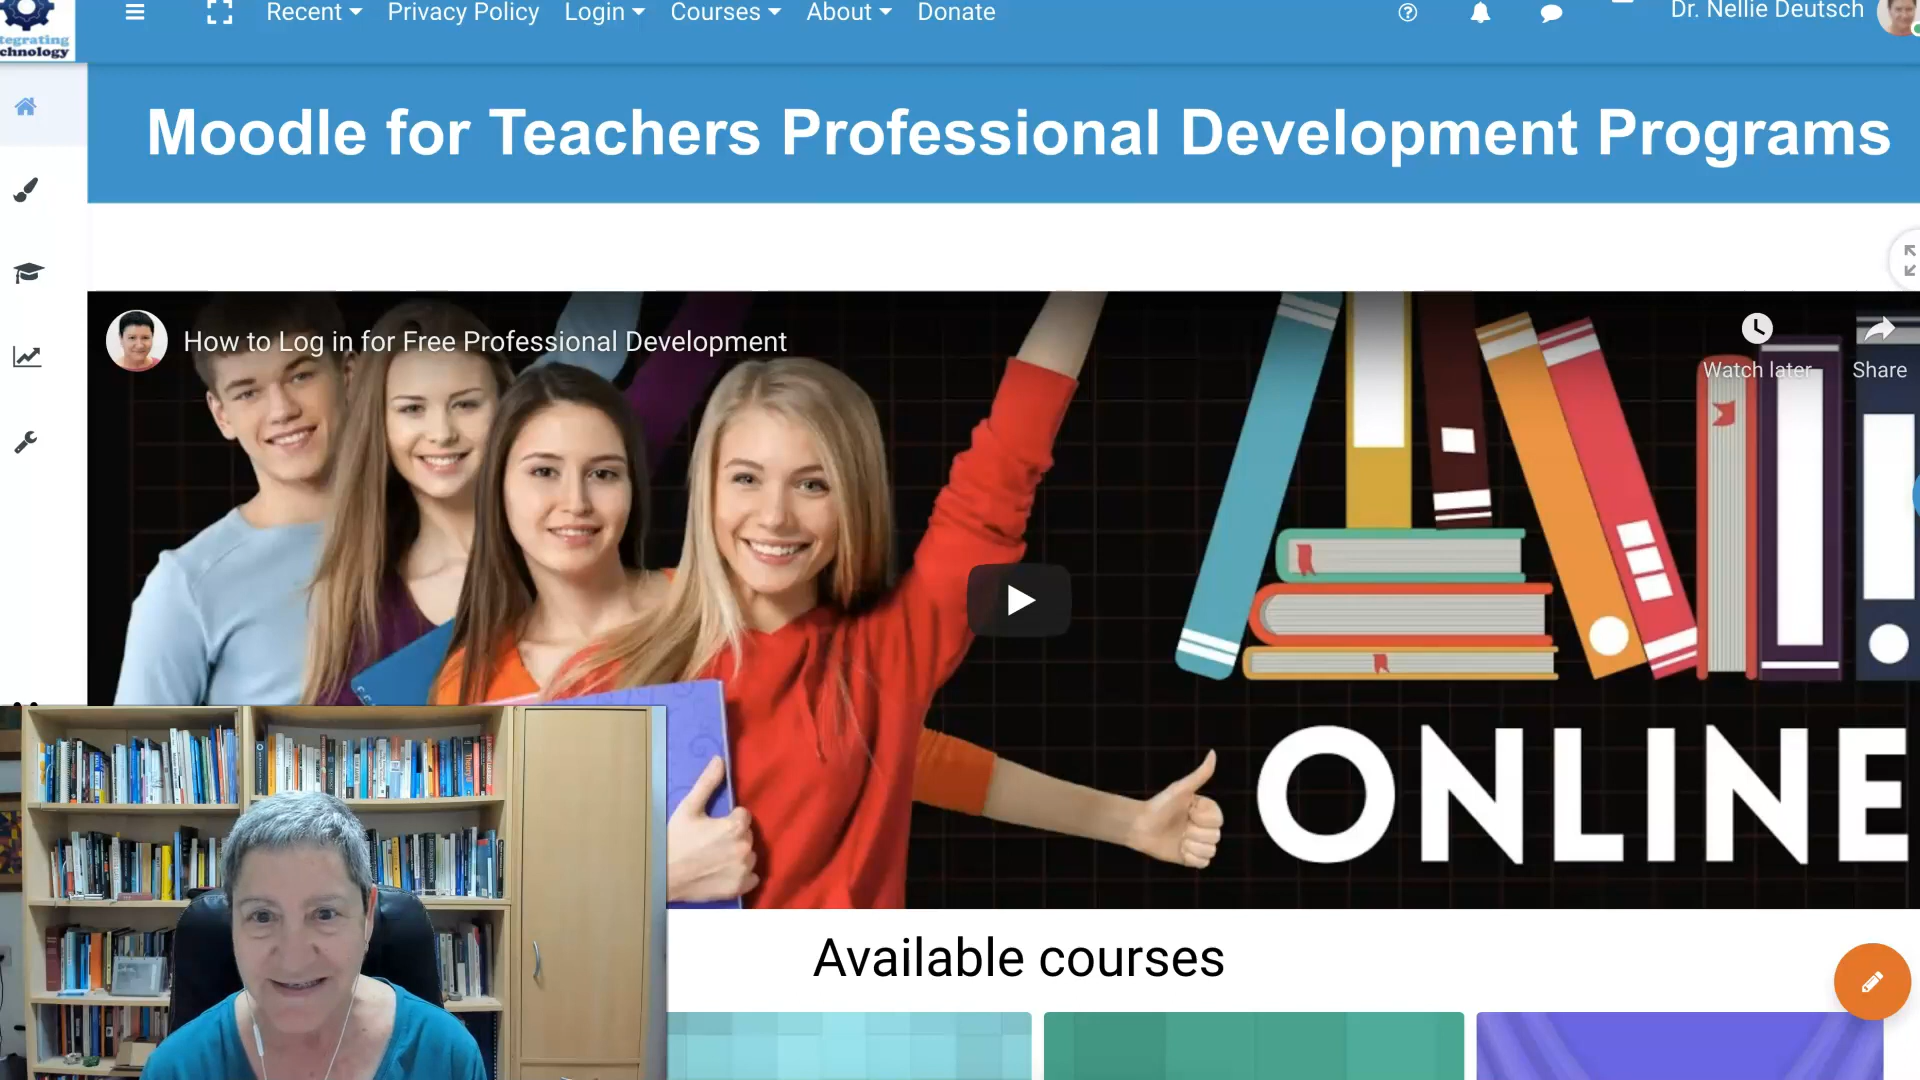 tegrating
chnology
Recent
Privacy Policy
Login
Courses
About
Donate
Dr. Nellie Deutsch
Moodle for Teachers Professional Development Programs
How to Log in for Free Professional Development
Watch later
Share
ONLINE
Available courses